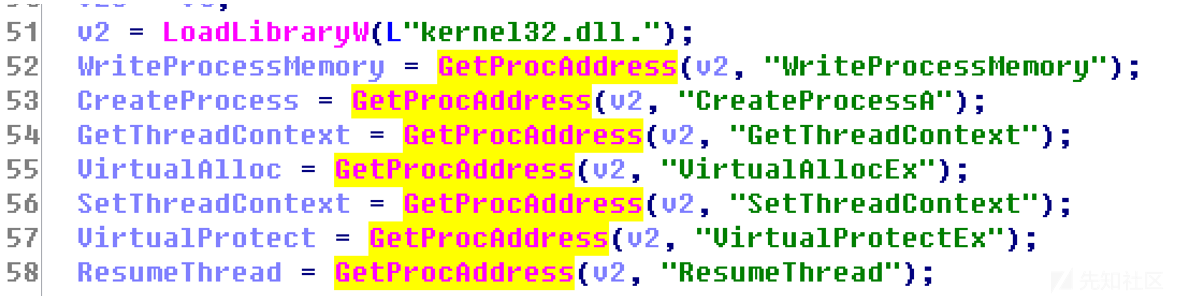 51 v2 = LoadLibraryW(L"kernel32.dll.");
52 WriteProcessMemory = GetProcAddress(v2, "WriteProcessMemory");
53 CreateProcess = GetProcAddress(v2, "CreateProcessA");
54 GetThreadContext = GetProcAddress(v2, "GetThreadContext");
55 VirtualAlloc = GetProcAddress(v2, "VirtualAllocEx");
56 SetThreadContext = GetProcAddress(v2, "SetThreadContext");
57 VirtualProtect = GetProcAddress(v2, "VirtualProtectEx");
58 ResumeThread = GetProcAddress(v2, "ResumeThread");
先知社区